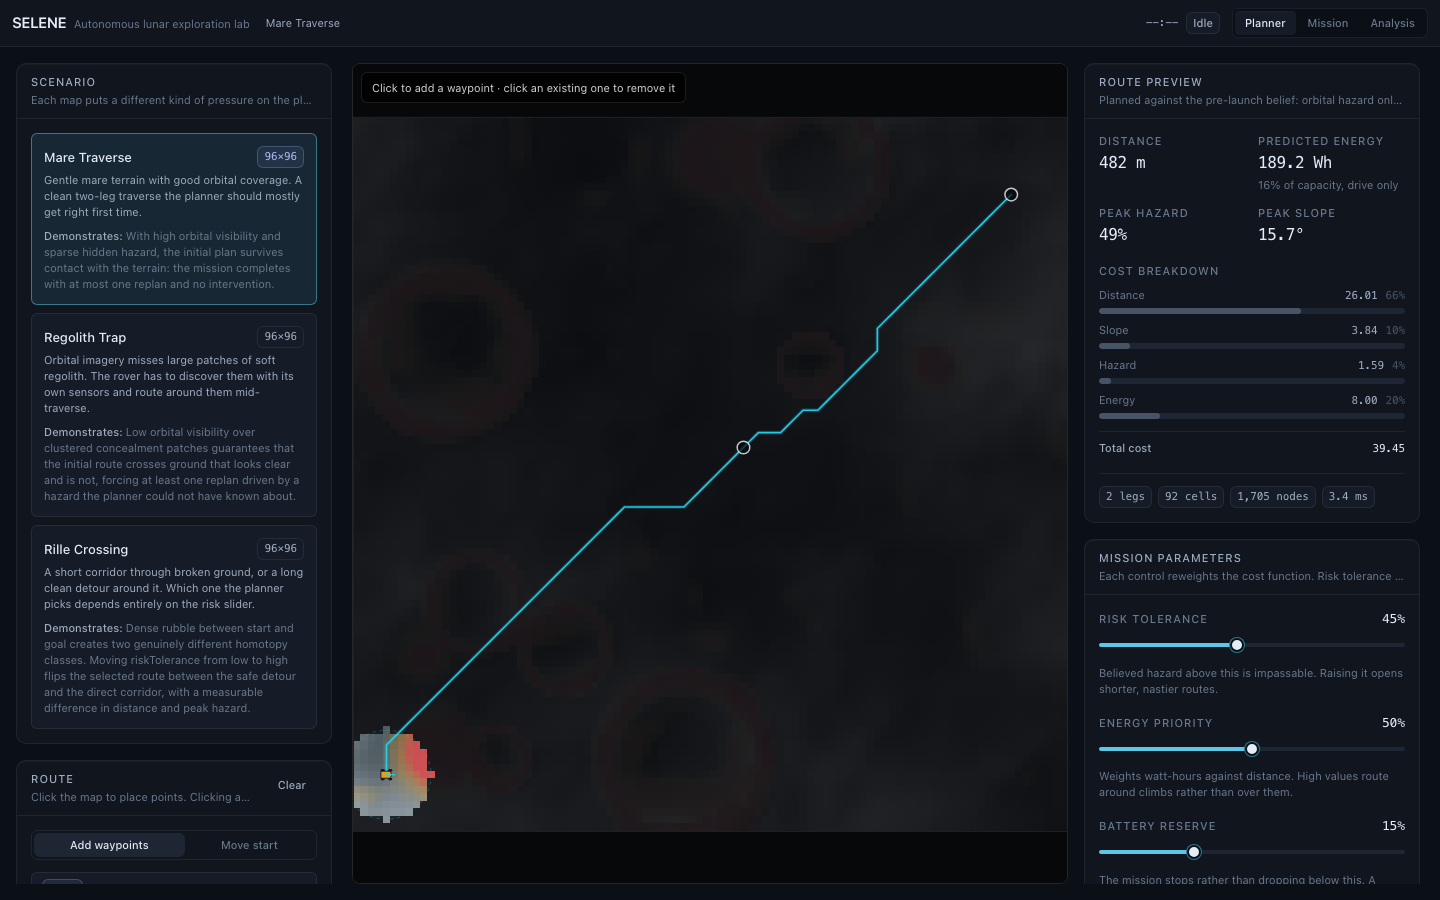 SELENE Autonomous lunar exploration lab Mare Traverse
––:–– Idle Planner Mission Analysis
SCENARIO
Each map puts a different kind of pressure on the pl…
Mare Traverse 96×96
Gentle mare terrain with good orbital coverage. A
clean two-leg traverse the planner should mostly
get right first time.
Demonstrates: With high orbital visibility and
sparse hidden hazard, the initial plan survives
contact with the terrain: the mission completes
with at most one replan and no intervention.
Regolith Trap 96×96
Orbital imagery misses large patches of soft
regolith. The rover has to discover them with its
own sensors and route around them mid-
traverse.
Demonstrates: Low orbital visibility over
clustered concealment patches guarantees that
the initial route crosses ground that looks clear
and is not, forcing at least one replan driven by a
hazard the planner could not have known about.
Rille Crossing 96×96
A short corridor through broken ground, or a long
clean detour around it. Which one the planner
picks depends entirely on the risk slider.
Demonstrates: Dense rubble between start and
goal creates two genuinely different homotopy
classes. Moving riskTolerance from low to high
flips the selected route between the safe detour
and the direct corridor, with a measurable
difference in distance and peak hazard.
ROUTE
Click the map to place points. Clicking a…
Clear
Add waypoints Move start
Click to add a waypoint · click an existing one to remove it
ROUTE PREVIEW
Planned against the pre-launch belief: orbital hazard onl…
DISTANCE PREDICTED ENERGY
482 m 189.2 Wh
16% of capacity, drive only
PEAK HAZARD PEAK SLOPE
49% 15.7°
COST BREAKDOWN
Distance 26.01 66%
Slope 3.84 10%
Hazard 1.59 4%
Energy 8.00 20%
Total cost 39.45
2 legs 92 cells 1,705 nodes 3.4 ms
MISSION PARAMETERS
Each control reweights the cost function. Risk tolerance …
RISK TOLERANCE 45%
Believed hazard above this is impassable. Raising it opens
shorter, nastier routes.
ENERGY PRIORITY 50%
Weights watt-hours against distance. High values route
around climbs rather than over them.
BATTERY RESERVE 15%
The mission stops rather than dropping below this. A